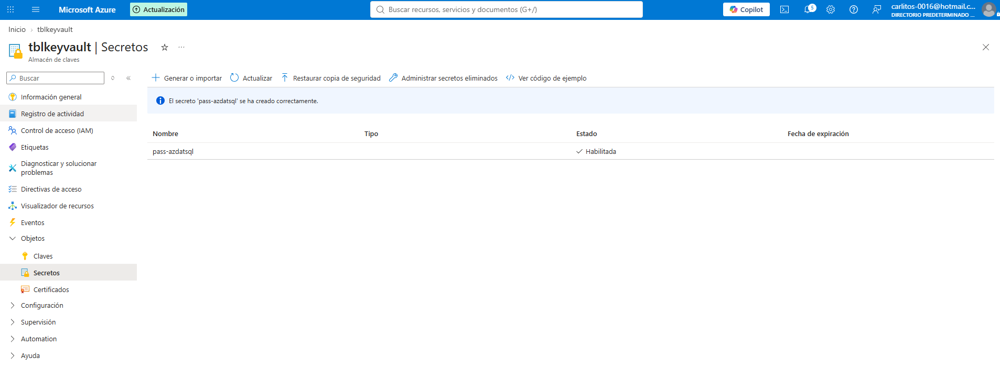 Microsoft Azure
Actualización
Buscar recursos, servicios y documentos (G+/)
Copilot
5
carlitos-0016@hotmail.c...
DIRECTORIO PREDETERMINADO ...
Inicio > tblkeyvault
tblkeyvault | Secretos
Almacén de claves
Buscar
Generar o importar
Actualizar
Restaurar copia de seguridad
Administrar secretos eliminados
Ver código de ejemplo
Información general
Registro de actividad
Control de acceso (IAM)
Etiquetas
Diagnosticar y solucionar
problemas
Directivas de acceso
Visualizador de recursos
Eventos
Objetos
Claves
Secretos
Certificados
Configuración
Supervisión
Automation
Ayuda
El secreto 'pass-azdatsql' se ha creado correctamente.
Nombre Tipo Estado Fecha de expiración
pass-azdatsql Habilitada